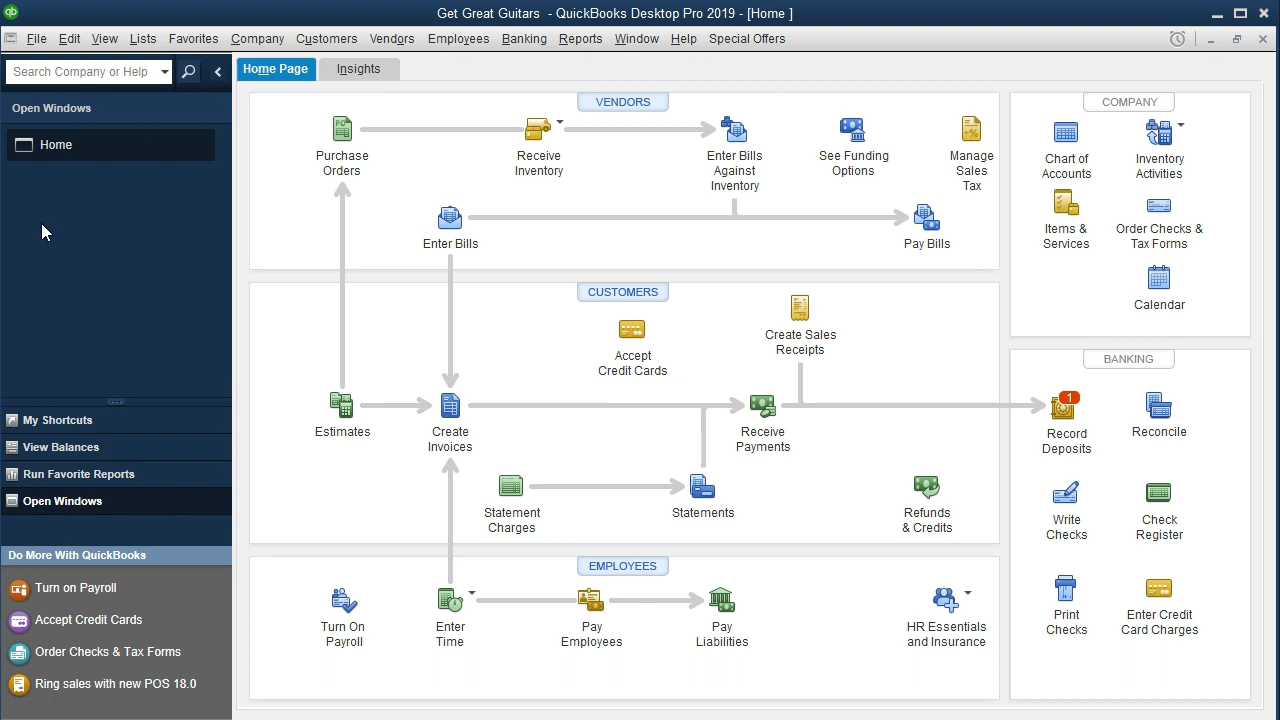 Get Great Guitars - QuickBooks Desktop Pro 2019 - [Home ]
File Edit View Lists Favorites Company Customers Vendors Employees Banking Reports Window Help Special Offers
Search Company or Help
Open Windows
Home
My Shortcuts
View Balances
Run Favorite Reports
Open Windows
Do More With QuickBooks
Turn on Payroll
Accept Credit Cards
Order Checks & Tax Forms
Ring sales with new POS 18.0
Home Page Insights
VENDORS
Purchase
Orders
Receive
Inventory
Enter Bills
Against
Inventory
See Funding
Options
Manage
Sales
Tax
Enter Bills
Pay Bills
CUSTOMERS
Accept
Credit Cards
Create Sales
Receipts
Estimates
Create
Invoices
Receive
Payments
Statement
Charges
Statements
Refunds
& Credits
EMPLOYEES
Turn On
Payroll
Enter
Time
Pay
Employees
Pay
Liabilities
HR Essentials
and Insurance
COMPANY
Chart of
Accounts
Inventory
Activities
Items &
Services
Order Checks &
Tax Forms
Calendar
BANKING
1
Record
Deposits
Reconcile
Write
Checks
Check
Register
Print
Checks
Enter Credit
Card Charges